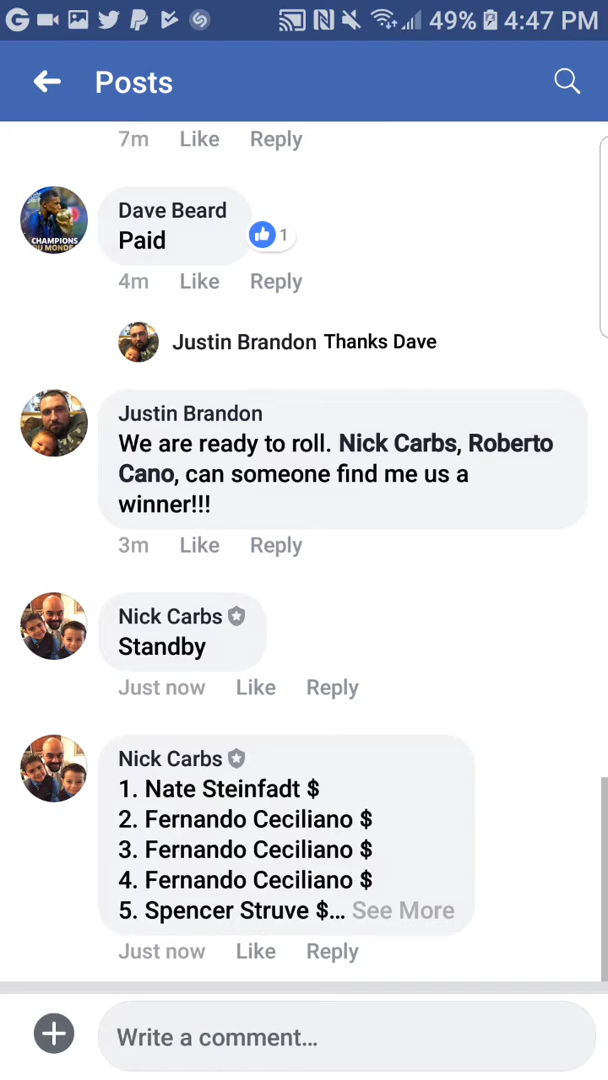 49% 4:47 PM
Posts
7m Like Reply
Dave Beard
Paid
1
CHAMPIONS
DU MONDE
4m Like Reply
Justin Brandon Thanks Dave
Justin Brandon
We are ready to roll. Nick Carbs, Roberto
Cano, can someone find me us a
winner!!!
3m Like Reply
Nick Carbs
Standby
Just now Like Reply
Nick Carbs
1. Nate Steinfadt $
2. Fernando Ceciliano $
3. Fernando Ceciliano $
4. Fernando Ceciliano $
5. Spencer Struve $... See More
Just now Like Reply
Write a comment...